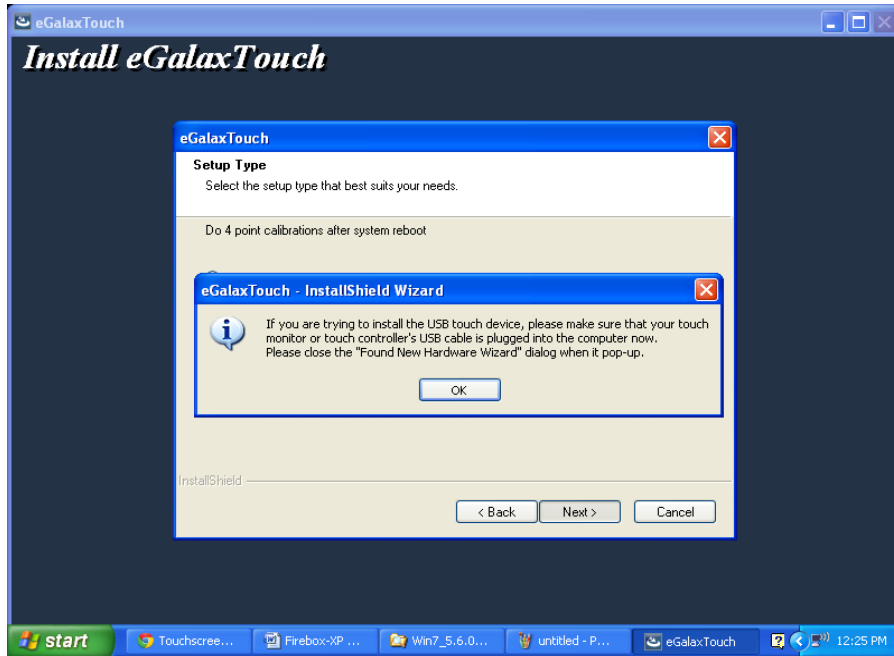 eGalaxTouch
Install eGalaxTouch
eGalaxTouch
Setup Type
Select the setup type that best suits your needs.
Do 4 point calibrations after system reboot
eGalaxTouch - InstallShield Wizard
If you are trying to install the USB touch device, please make sure that your touch
monitor or touch controller's USB cable is plugged into the computer now.
Please close the "Found New Hardware Wizard" dialog when it pop-up.
OK
InstallShield
< Back
Next >
Cancel
start
Touchscree...
Firebox-XP ...
Win7_5.6.0...
untitled - P...
eGalaxTouch
12:25 PM